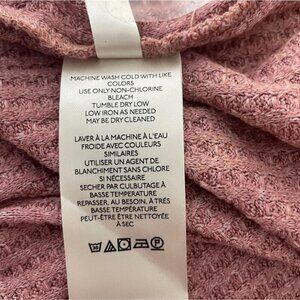 MACHINE WASH COLD WITH LIKE
COLORS
USE ONLY NON-CHLORINE
BLEACH
TUMBLE DRY LOW
LOW IRON AS NEEDED
MAY BE DRY CLEANED
LAVER À LA MACHINE À L'EAU
FROIDE AVEC COULEURS
SIMILAIRES
UTILISER UN AGENT DE
BLANCHIMENT SANS CHLORE
SI NÉCESSAIRE
SECHER PAR CULBUTAGE À
BASSE TEMPÉRATURE
REPASSER, AU BESOIN, À TRÉS
BASSE TEMPÉRATURE
PEUT-ÊTRE ÊTRE NETTOYÉE
À SEC